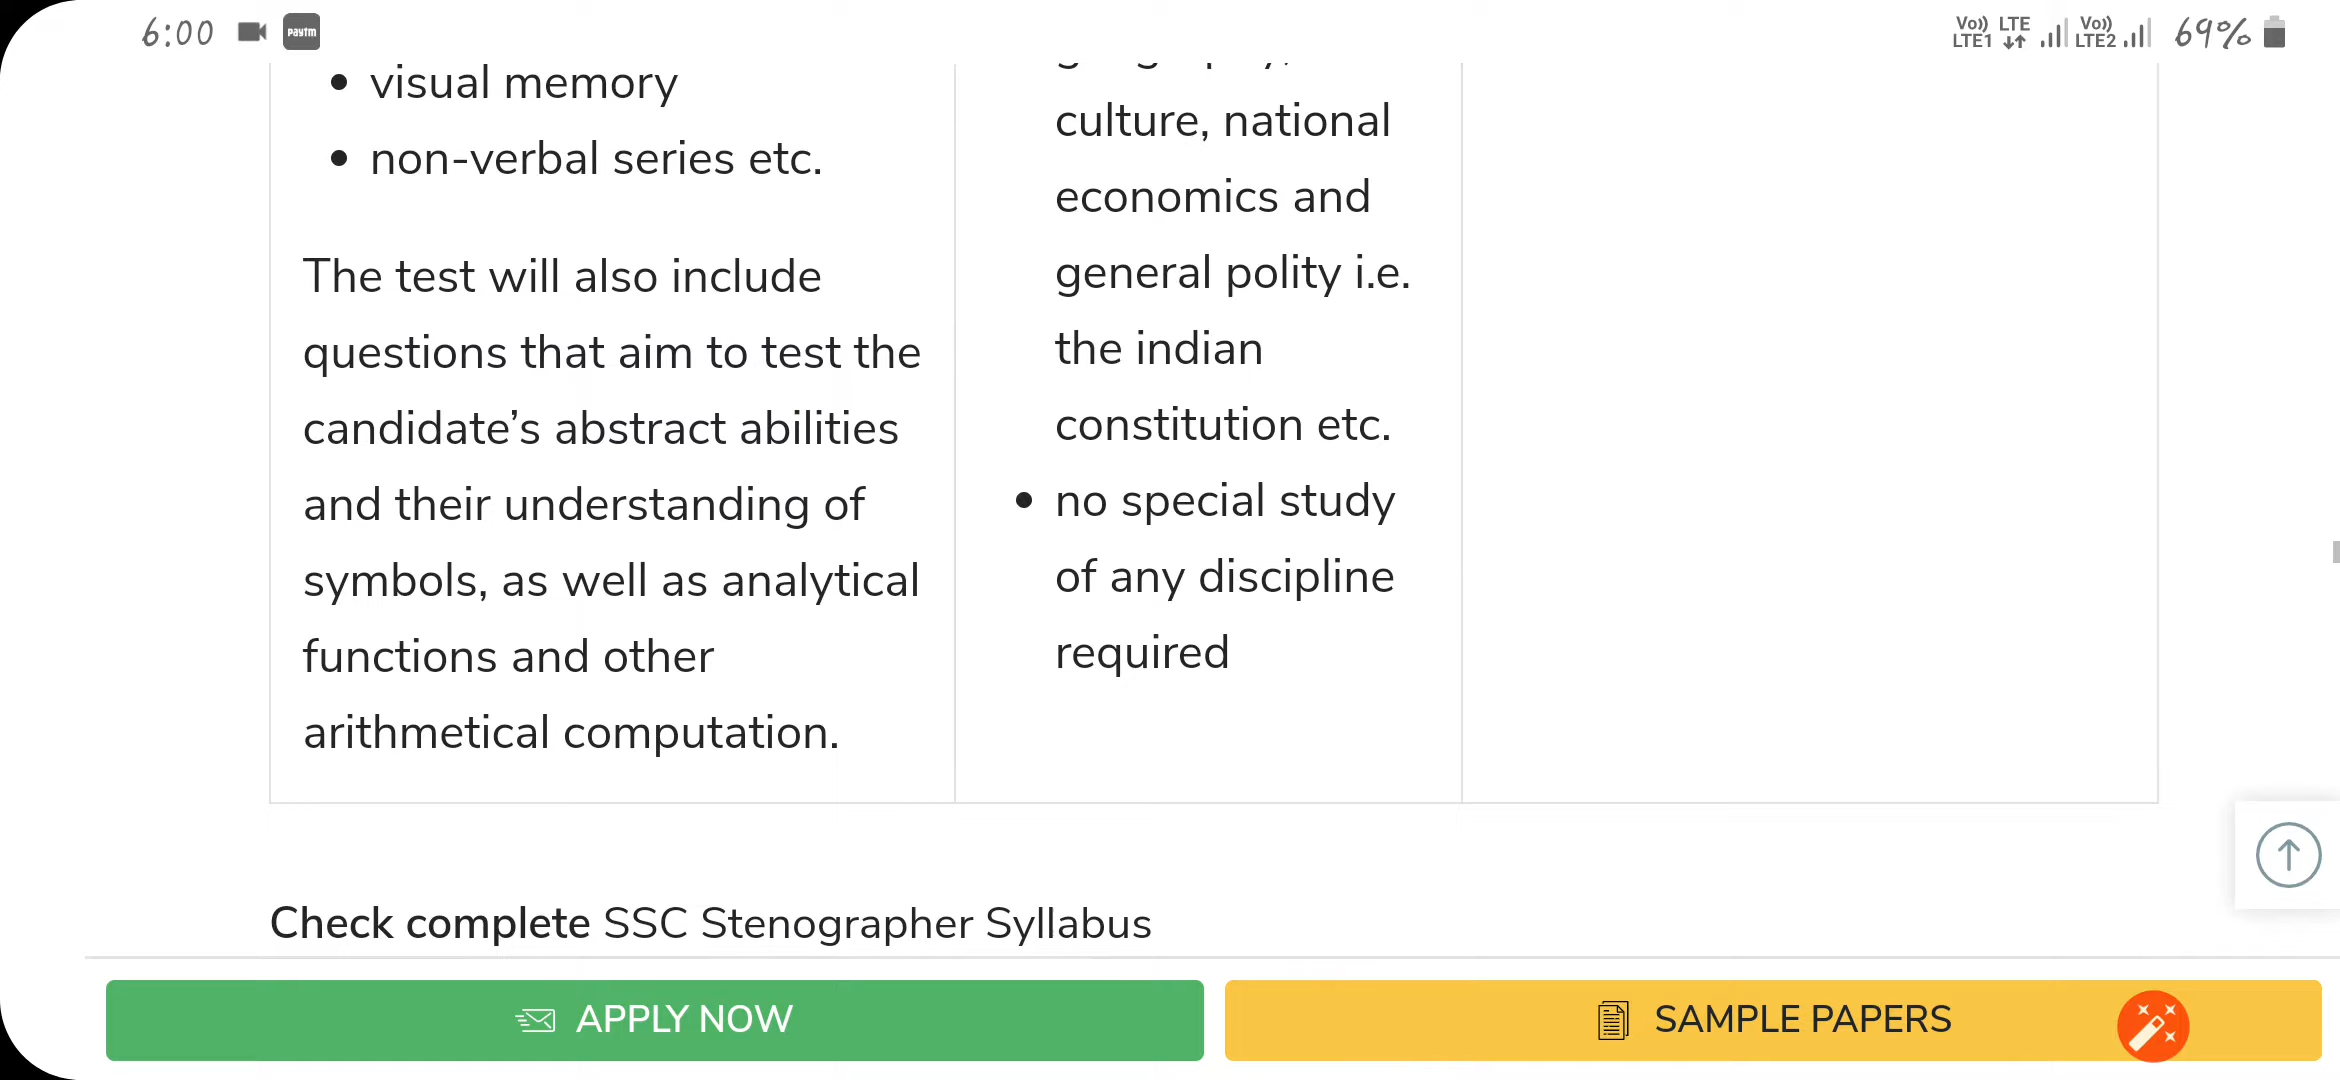 6:00
paytm
Vo)) LTE
LTE1
Vo))
LTE2
69%
visual memory
non-verbal series etc.
The test will also include
questions that aim to test the
candidate’s abstract abilities
and their understanding of
symbols, as well as analytical
functions and other
arithmetical computation.
culture, national
economics and
general polity i.e.
the indian
constitution etc.
no special study
of any discipline
required
Check complete SSC Stenographer Syllabus
APPLY NOW
SAMPLE PAPERS